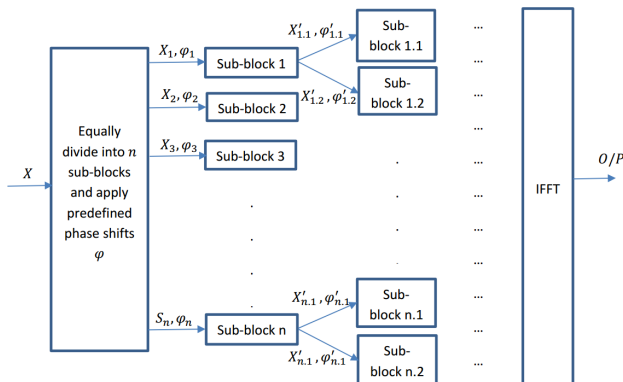 X
Equally
divide into n
sub-blocks
and apply
predefined
phase shifts
φ
X₁, φ₁
Sub-block 1
X₂, φ₂
Sub-block 2
X₃, φ₃
Sub-block 3
Sₙ, φₙ
Sub-block n
X′₁.₁, φ′₁.₁
Sub-
block 1.1
X′₁.₂, φ′₁.₂
Sub-
block 1.2
X′ₙ.₁, φ′ₙ.₁
Sub-
block n.1
X′ₙ.₁, φ′ₙ.₁
Sub-
block n.2
...
...
...
...
...
...
...
...
...
...
IFFT
O/P